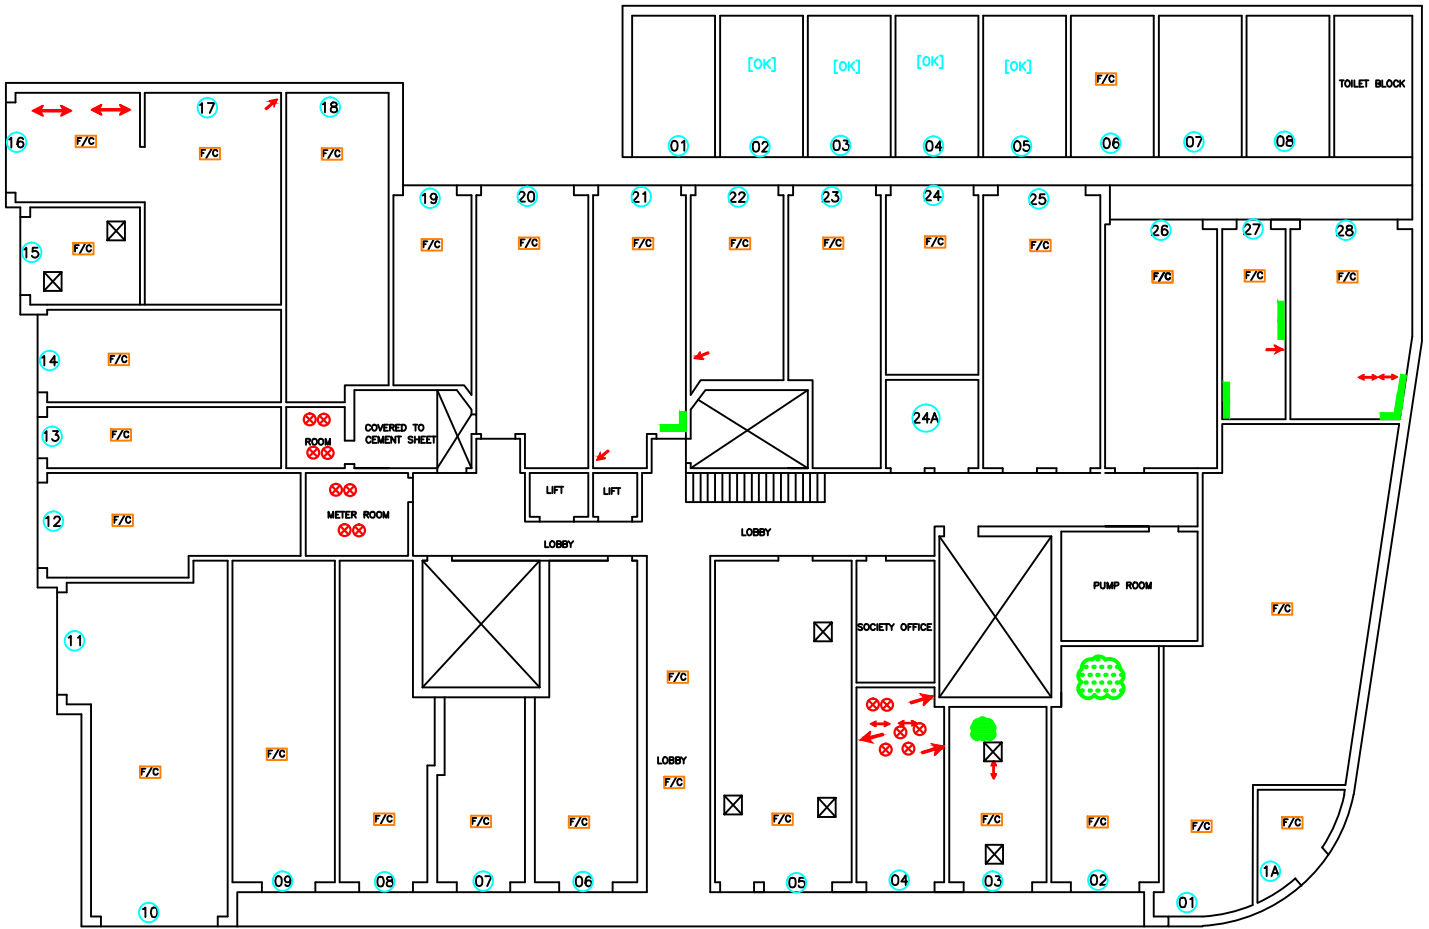 [OK]
[OK]
[OK]
[OK]
F/C
TOILET BLOCK
01
02
03
04
05
06
07
08
17
18
16
F/C
F/C
F/C
19
20
21
22
23
24
25
26
27
28
15
F/C
F/C
F/C
F/C
F/C
F/C
F/C
F/C
F/C
F/C
F/C
14
F/C
24A
13
F/C
ROOM
COVERED TO
CEMENT SHEET
LIFT
LIFT
12
F/C
METER ROOM
LOBBY
LOBBY
PUMP ROOM
F/C
11
SOCIETY OFFICE
F/C
F/C
F/C
LOBBY
F/C
F/C
F/C
F/C
F/C
F/C
F/C
F/C
F/C
1A
09
08
07
06
05
04
03
02
01
10